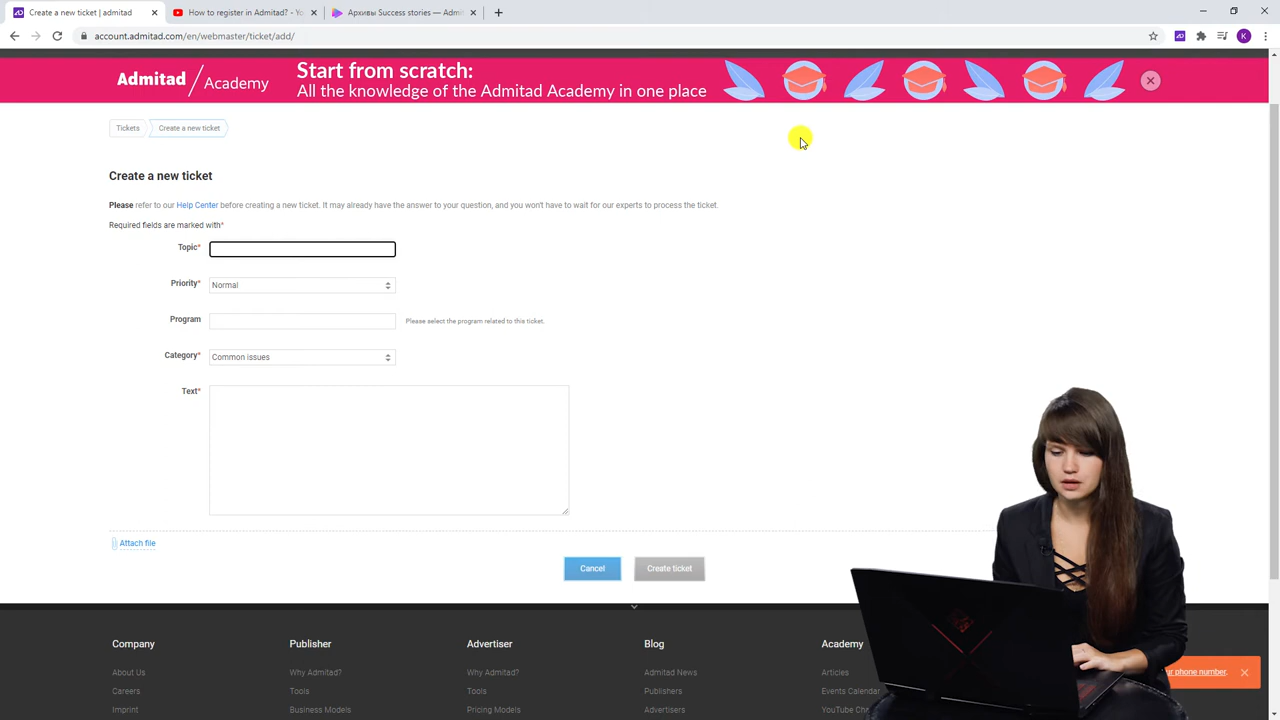 Create a new ticket | admitad
How to register in Admitad? - Yo
Архивы Success stories — Admit
account.admitad.com/en/webmaster/ticket/add/
K
Admitad / Academy
Start from scratch:
All the knowledge of the Admitad Academy in one place
Tickets
Create a new ticket
Create a new ticket
Please refer to our Help Center before creating a new ticket. It may already have the answer to your question, and you won't have to wait for our experts to process the ticket.
Required fields are marked with*
Topic*
Priority* Normal
Program Please select the program related to this ticket.
Category* Common issues
Text*
Attach file
Cancel Create ticket
Company Publisher Advertiser Blog Academy
About Us Why Admitad? Why Admitad? Admitad News Articles
Careers Tools Tools Publishers Events Calendar
Imprint Business Models Pricing Models Advertisers YouTube
phone number.